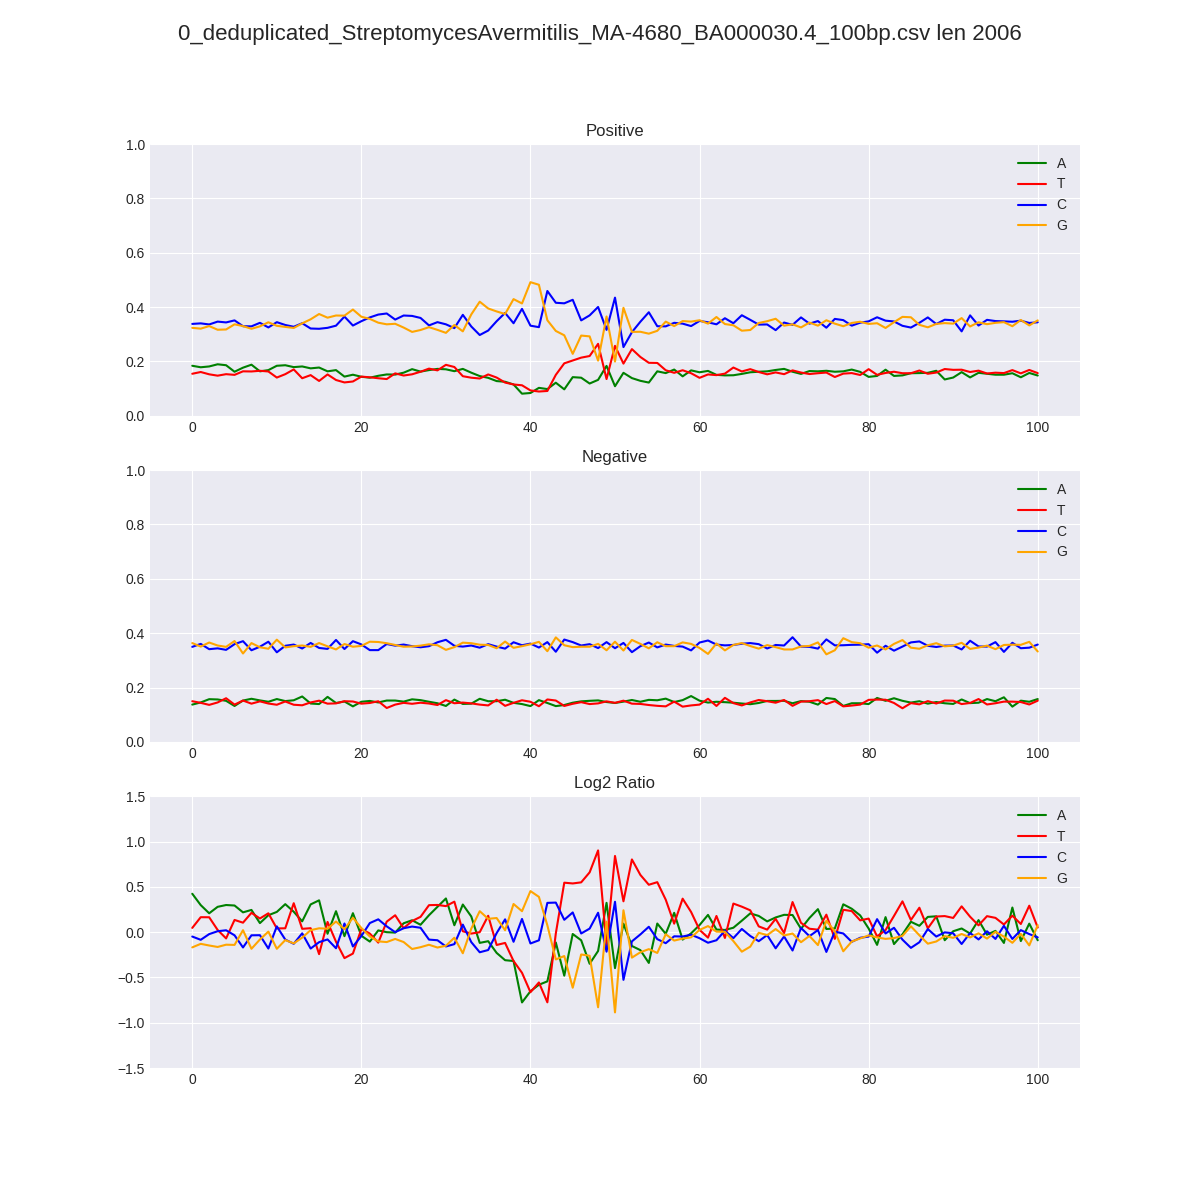 0_deduplicated_StreptomycesAvermitilis_MA-4680_BA000030.4_100bp.csv len 2006
Positive
1.0
0.8
0.6
0.4
0.2
0.0
0 20 40 60 80 100
A
T
C
G
Negative
1.0
0.8
0.6
0.4
0.2
0.0
0 20 40 60 80 100
A
T
C
G
Log2 Ratio
1.5
1.0
0.5
0.0
−0.5
−1.0
−1.5
0 20 40 60 80 100
A
T
C
G